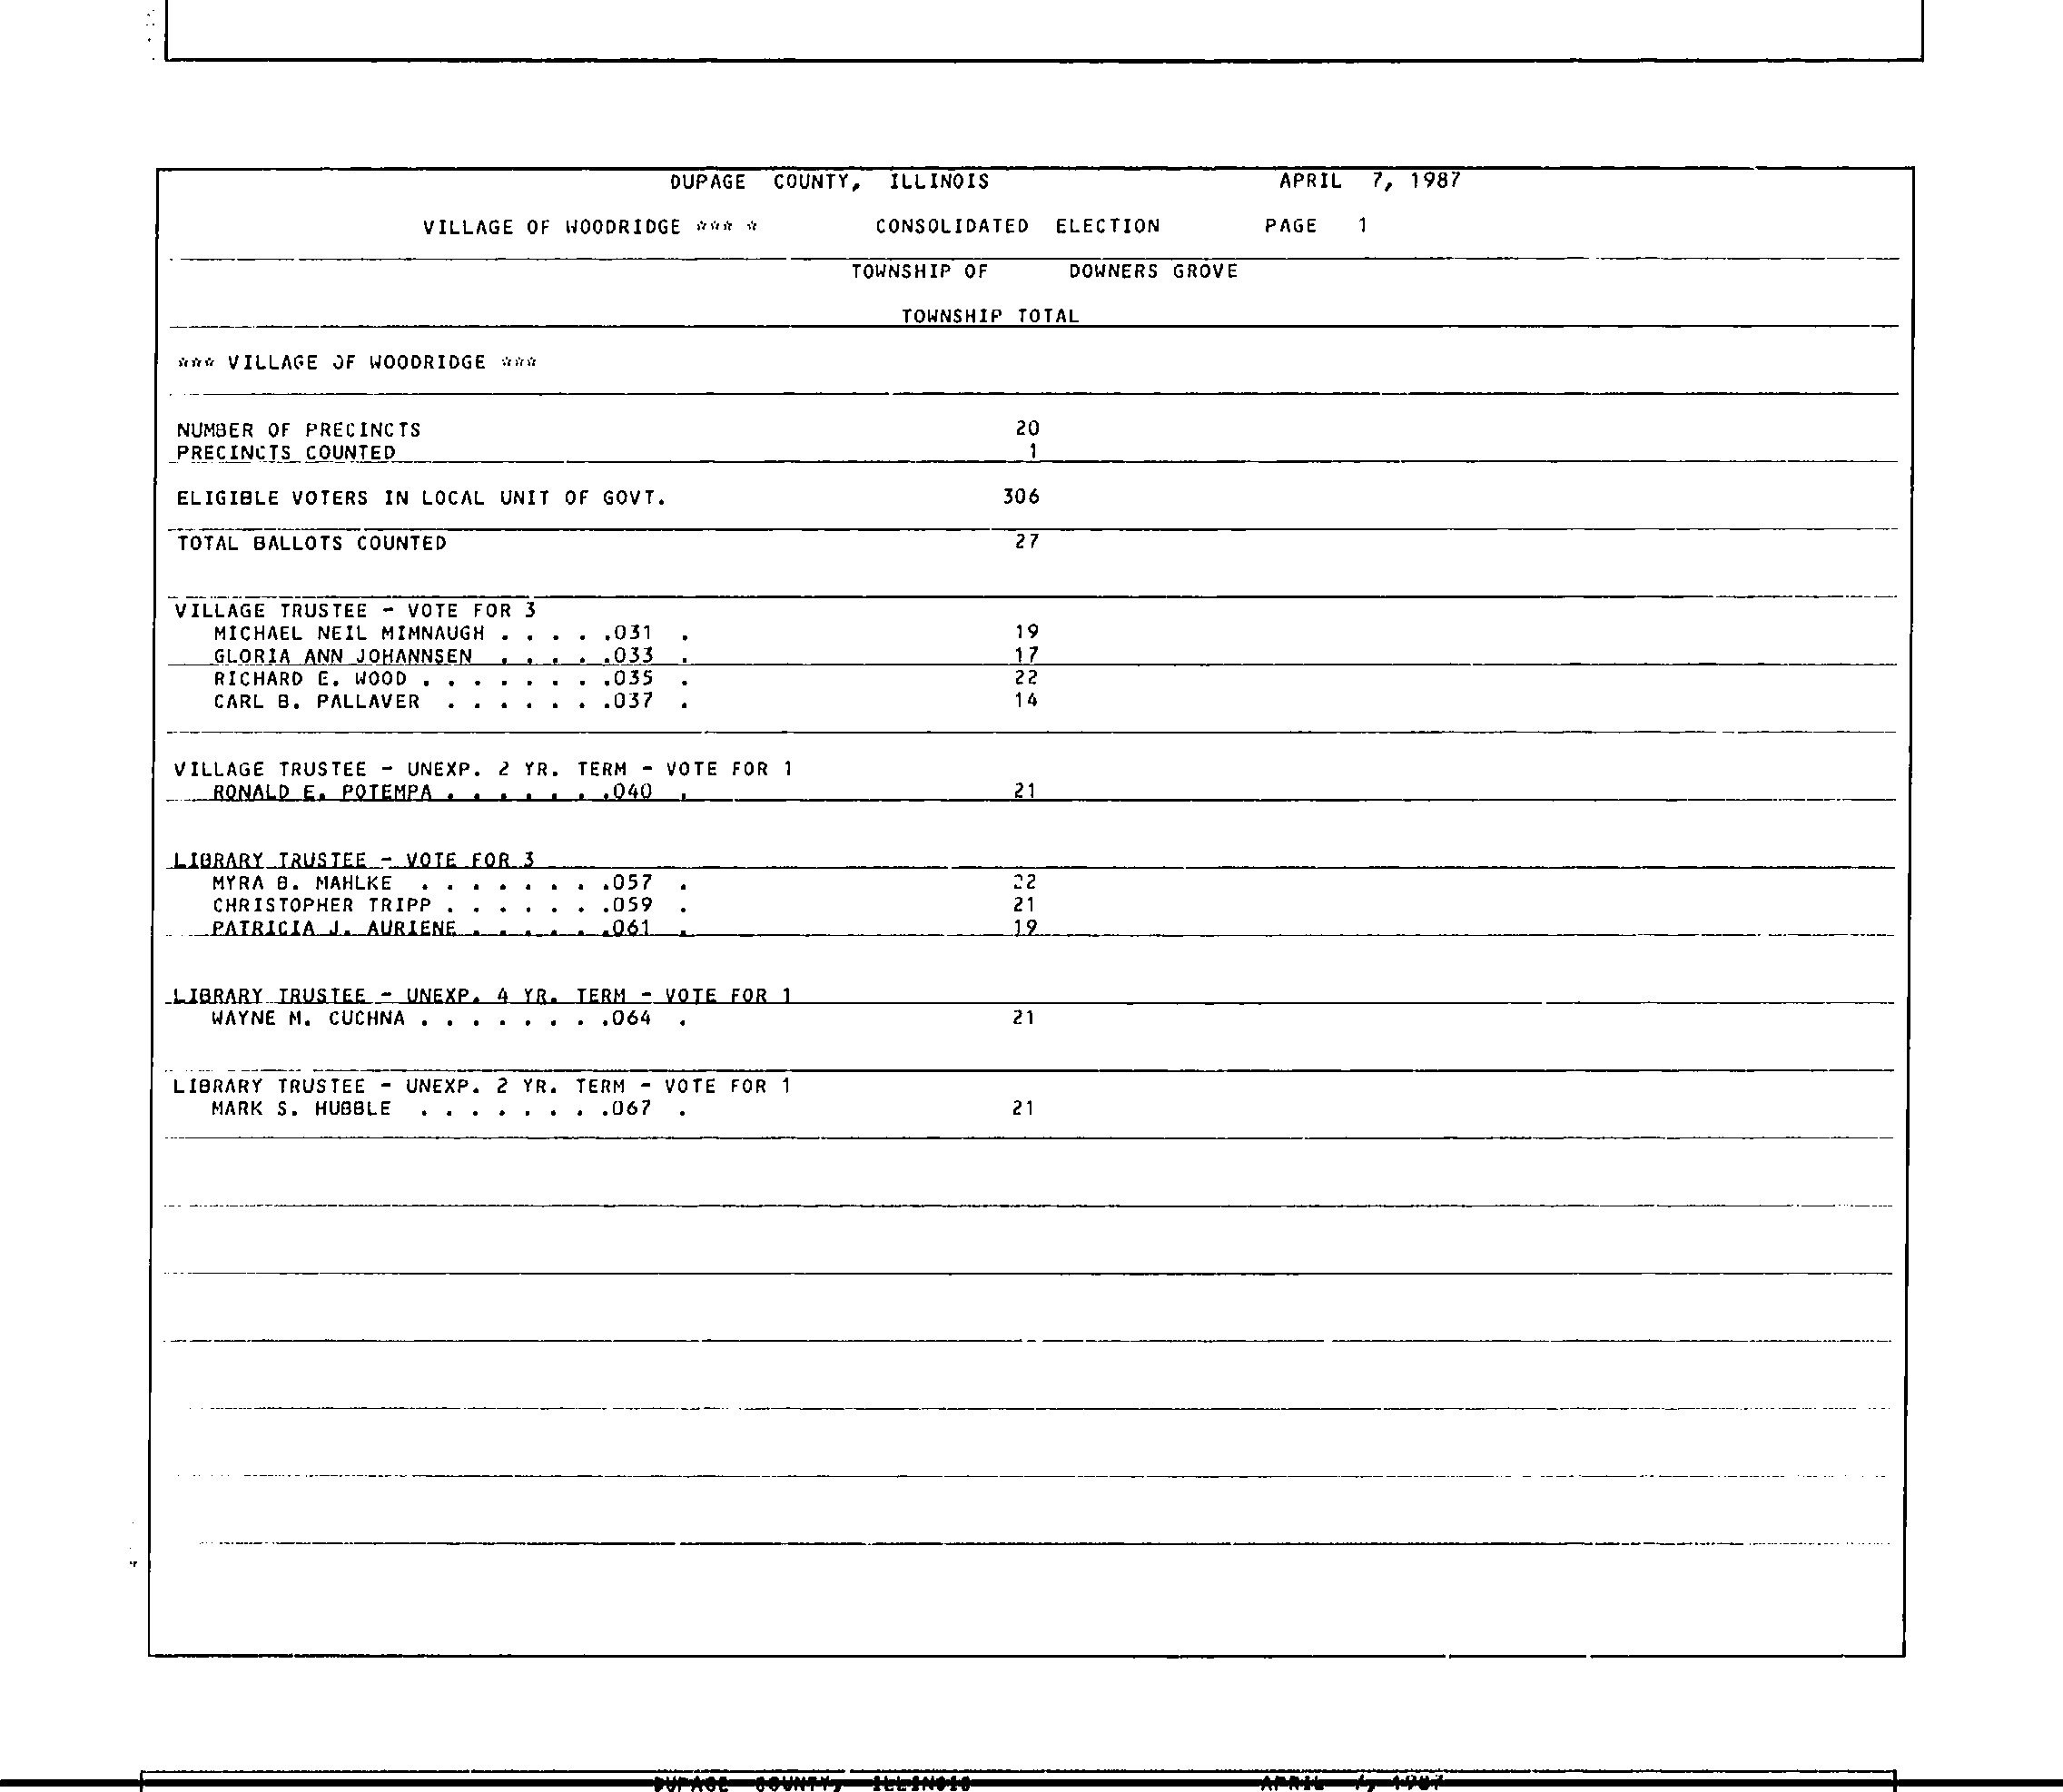 DUPAGE COUNTY, ILLINOIS APRIL 7, 1987
VILLAGE OF WOODRIDGE *** * CONSOLIDATED ELECTION PAGE 1
TOWNSHIP OF DOWNERS GROVE
TOWNSHIP TOTAL
*** VILLAGE OF WOODRIDGE ***
NUMBER OF PRECINCTS 20
PRECINCTS COUNTED 1
ELIGIBLE VOTERS IN LOCAL UNIT OF GOVT. 306
TOTAL BALLOTS COUNTED 27
VILLAGE TRUSTEE - VOTE FOR 3
MICHAEL NEIL MIMNAUGH . . . . .031 . 19
GLORIA ANN JOHANNSEN . . . . .033 . 17
RICHARD E. WOOD . . . . . . . .035 . 22
CARL B. PALLAVER . . . . . . .037 . 14
VILLAGE TRUSTEE - UNEXP. 2 YR. TERM - VOTE FOR 1
RONALD E. POTEMPA . . . . . . .040 . 21
LIBRARY TRUSTEE - VOTE FOR 3
MYRA B. MAHLKE . . . . . . . .057 . 22
CHRISTOPHER TRIPP . . . . . . .059 . 21
PATRICIA J. AURIENE . . . . . .061 . 19
LIBRARY TRUSTEE - UNEXP. 4 YR. TERM - VOTE FOR 1
WAYNE M. CUCHNA . . . . . . . .064 . 21
LIBRARY TRUSTEE - UNEXP. 2 YR. TERM - VOTE FOR 1
MARK S. HUBBLE . . . . . . . .067 . 21
DUPAGE COUNTY, ILLINOIS APRIL 7, 1987